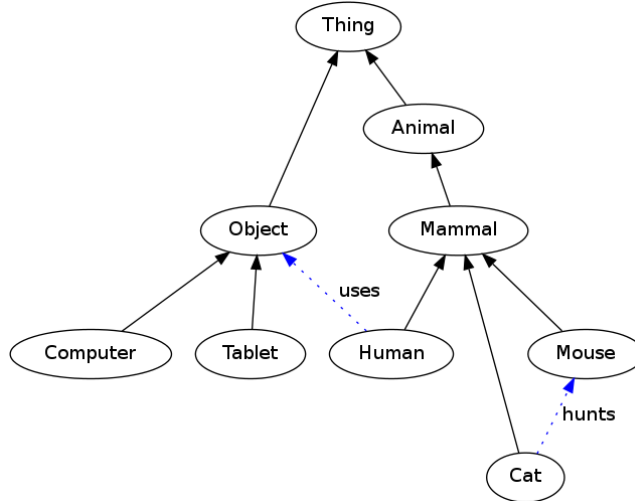 Thing
Animal
Object
Mammal
uses
Computer
Tablet
Human
Mouse
hunts
Cat